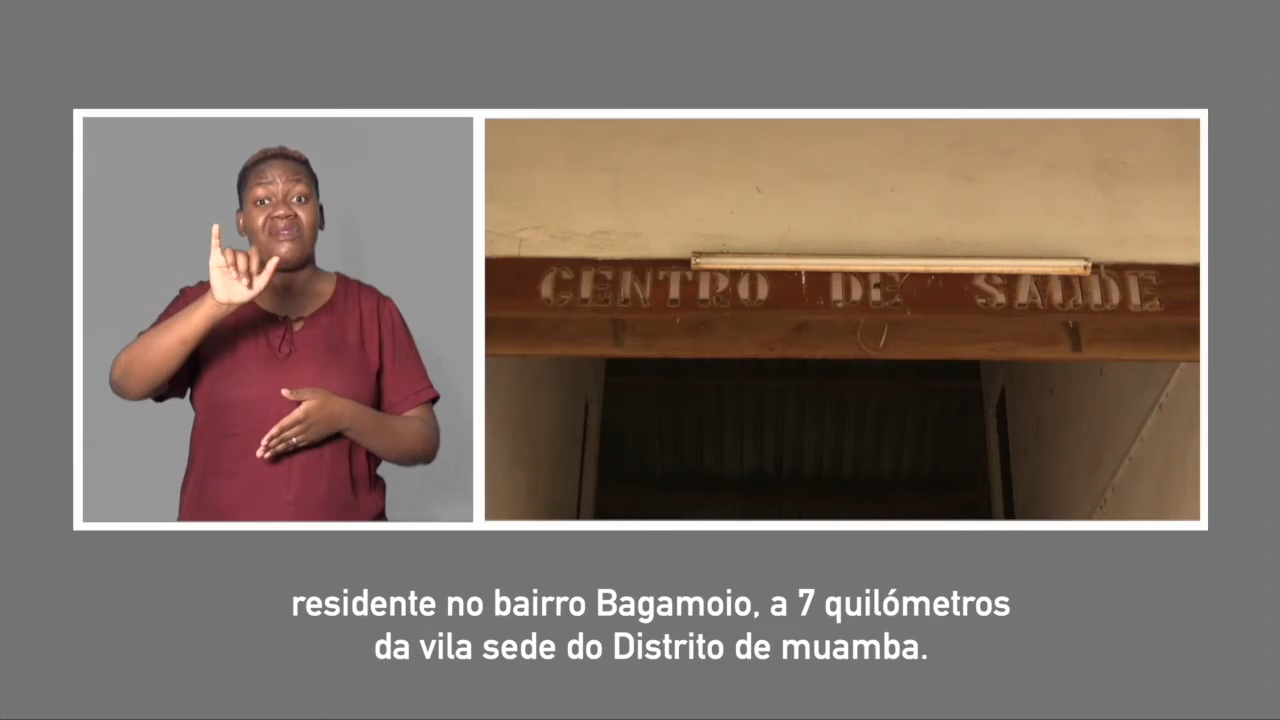 CENTRO DE SAUDE
residente no bairro Bagamoio, a 7 quilómetros
da vila sede do Distrito de muamba.